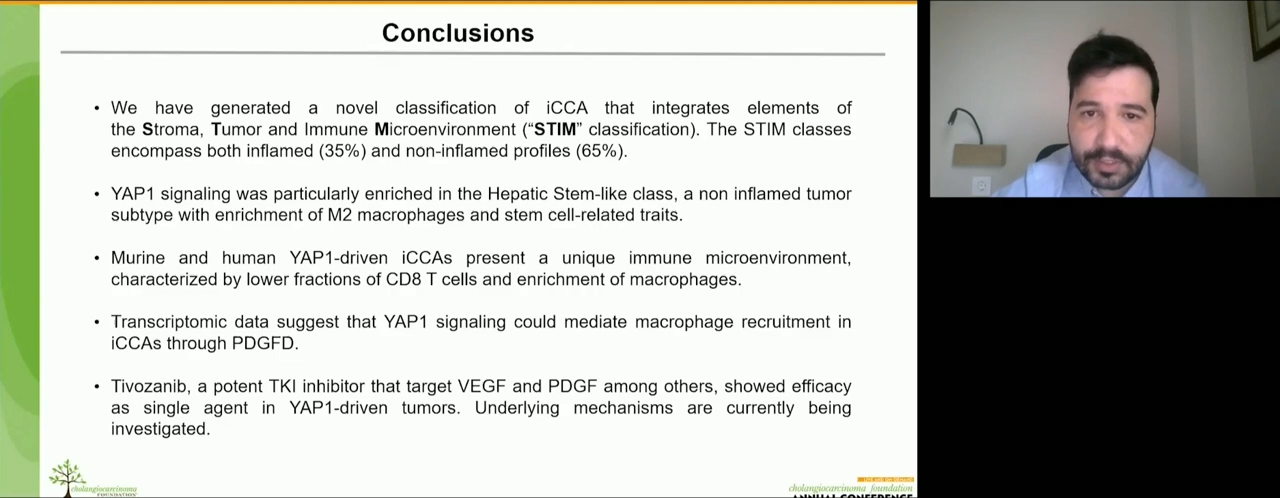 Conclusions
• We have generated a novel classification of iCCA that integrates elements of
the Stroma, Tumor and Immune Microenvironment (“STIM” classification). The STIM classes
encompass both inflamed (35%) and non-inflamed profiles (65%).
• YAP1 signaling was particularly enriched in the Hepatic Stem-like class, a non inflamed tumor
subtype with enrichment of M2 macrophages and stem cell-related traits.
• Murine and human YAP1-driven iCCAs present a unique immune microenvironment,
characterized by lower fractions of CD8 T cells and enrichment of macrophages.
• Transcriptomic data suggest that YAP1 signaling could mediate macrophage recruitment in
iCCAs through PDGFD.
• Tivozanib, a potent TKI inhibitor that target VEGF and PDGF among others, showed efficacy
as single agent in YAP1-driven tumors. Underlying mechanisms are currently being
investigated.
cholangiocarcinoma
FOUNDATION
LIVE AND ON DEMAND
cholangiocarcinoma foundation
ANNUAL CONFERENCE